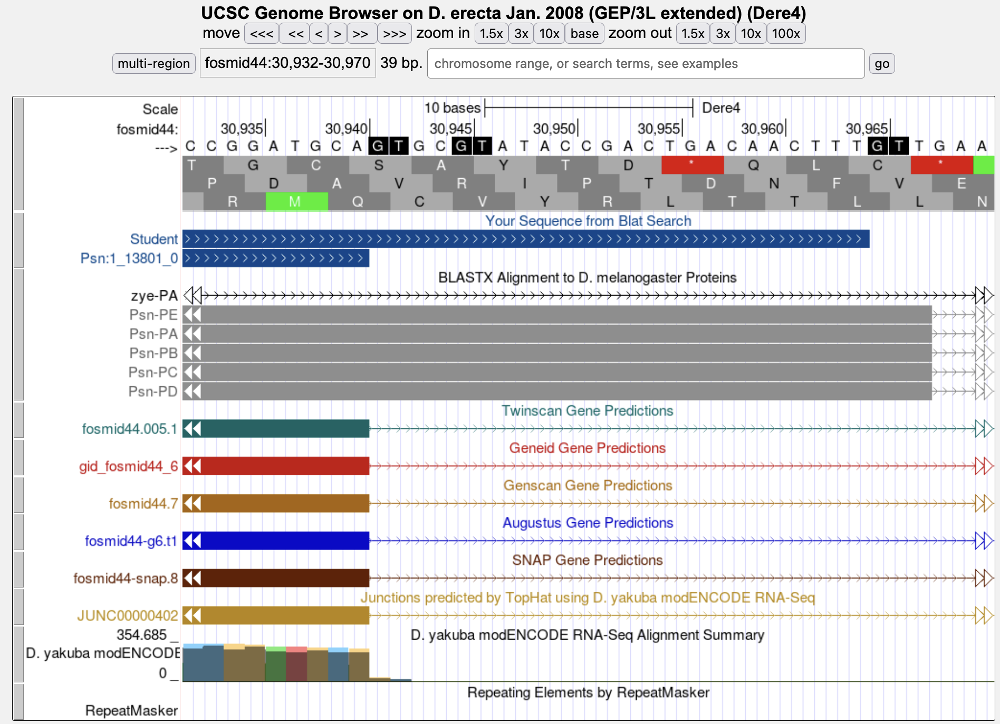 UCSC Genome Browser on D. erecta Jan. 2008 (GEP/3L extended) (Dere4)
move <<< << < > >> >>> zoom in 1.5x 3x 10x base zoom out 1.5x 3x 10x 100x
multi-region fosmid44:30,932-30,970 39 bp. chromosome range, or search terms, see examples go
Scale 10 bases Dere4
fosmid44: 30,935 30,940 30,945 30,950 30,955 30,960 30,965
---> C C G G A T G C A G T G C G T A T A C C G A C T G A C A A C T T T G T T G A A
T G C S A Y T D * Q L C *
P D A V R I P T D N F V E
R M Q C V Y R L T T L L N
Your Sequence from Blat Search
Student
Psn:1_13801_0
BLASTX Alignment to D. melanogaster Proteins
zye-PA
Psn-PE
Psn-PA
Psn-PB
Psn-PC
Psn-PD
Twinscan Gene Predictions
fosmid44.005.1
Geneid Gene Predictions
gid_fosmid44_6
Genscan Gene Predictions
fosmid44.7
Augustus Gene Predictions
fosmid44-g6.t1
SNAP Gene Predictions
fosmid44-snap.8
Junctions predicted by TopHat using D. yakuba modENCODE RNA-Seq
JUNC00000402
354.685 _ D. yakuba modENCODE RNA-Seq Alignment Summary
D. yakuba modENCODE
0 _
Repeating Elements by RepeatMasker
RepeatMasker